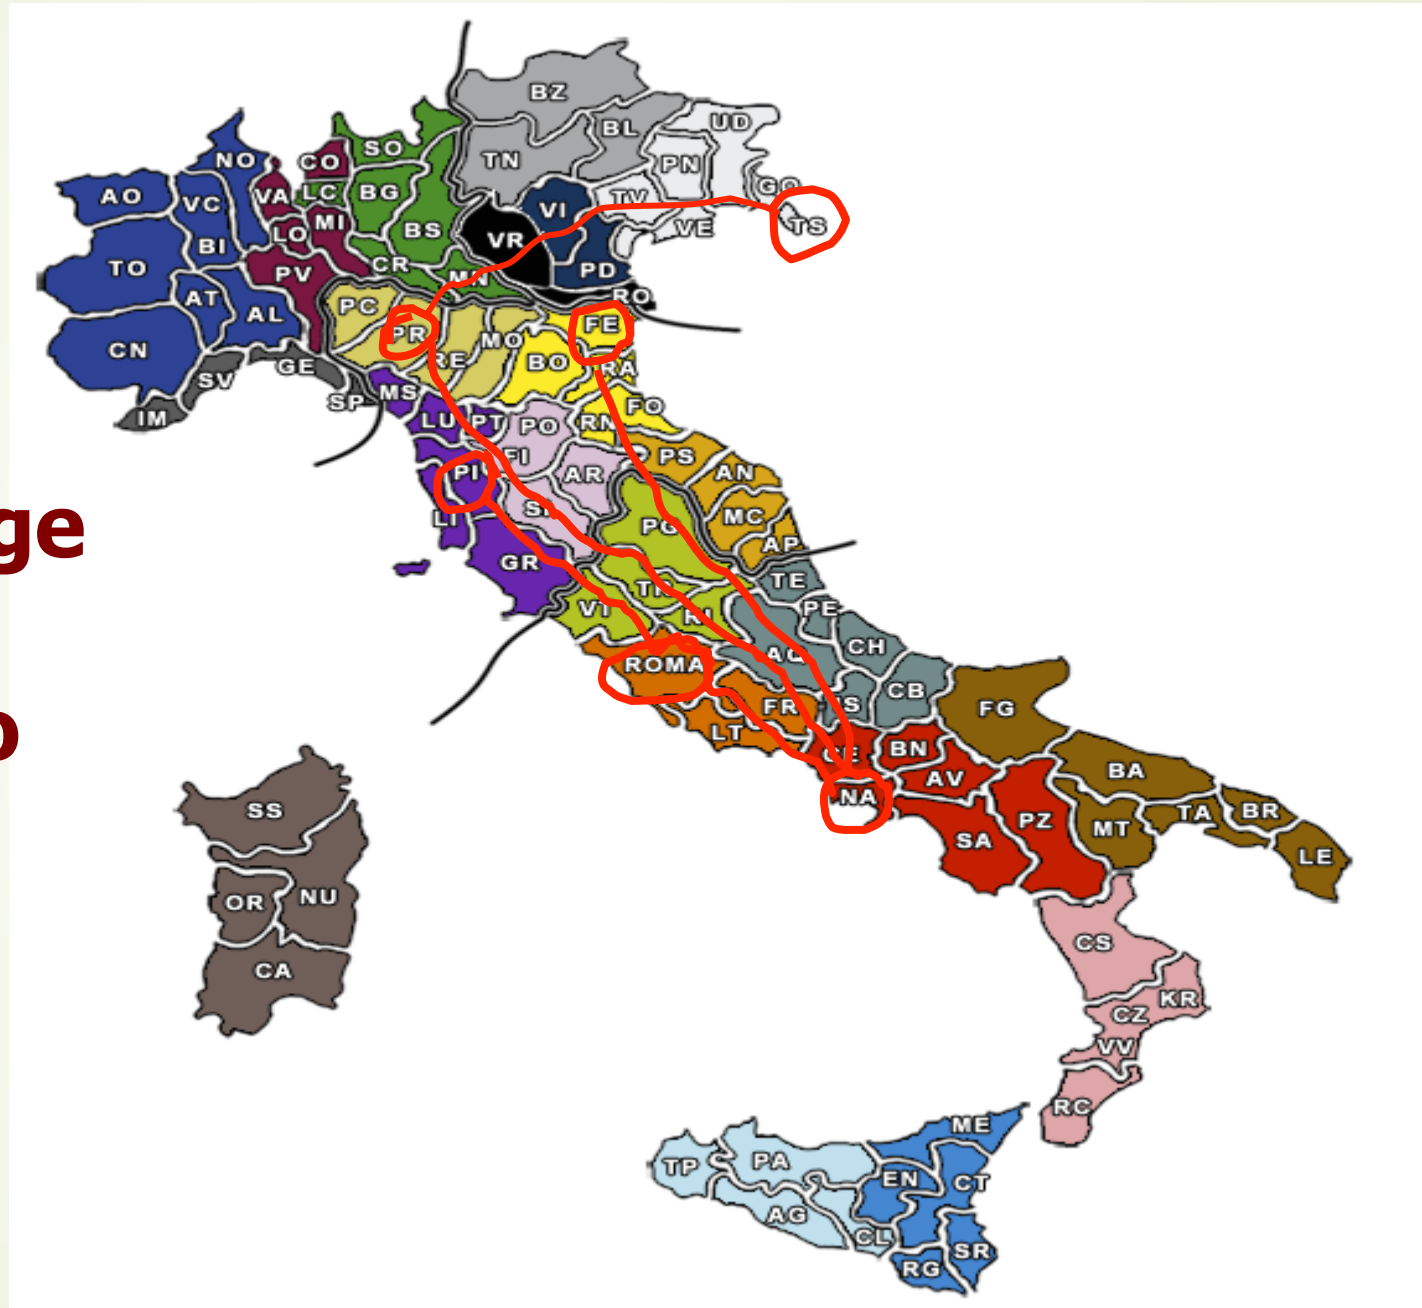 BZ
UD
BL
SO
NO
CO
TN
PN
GO
AO
VC
VA
LC
BG
TV
VI
MI
TS
BS
VE
LO
VR
BI
TO
PV
CR
PD
MN
AT
RO
PC
AL
FE
PR
MO
CN
BO
GE
RE
RA
SV
MS
SP
FO
IM
LU
PT
PO
RN
FI
PS
PI
AR
AN
SI
LI
MC
ge
PG
AP
GR
TE
TR
VT
PE
RI
CH
AQ
ROMA
CB
IS
FR
FG
LT
o
BN
CE
BA
AV
NA
SS
BR
TA
PZ
MT
SA
LE
NU
OR
CS
CA
KR
CZ
VV
RC
ME
PA
TP
EN
CT
AG
CL
SR
RG